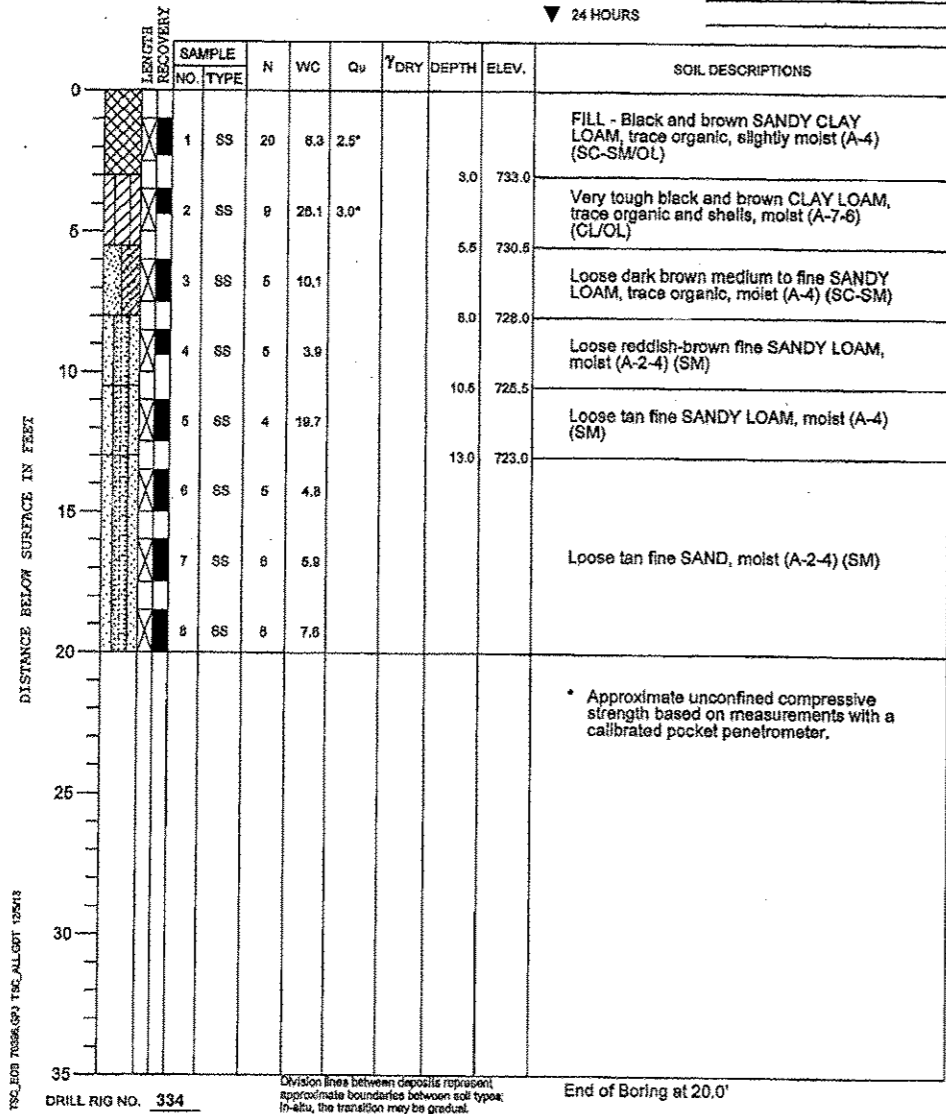 ▼ 24 HOURS
LENGTH
RECOVERY
SAMPLE
NO. TYPE N WC Qu γDRY DEPTH ELEV. SOIL DESCRIPTIONS
0
FILL - Black and brown SANDY CLAY
LOAM, trace organic, slightly moist (A-4)
(SC-SM/OL)
1 SS 20 6.3 2.5*
3.0 733.0
Very tough black and brown CLAY LOAM,
trace organic and shells, moist (A-7-6)
(CL/OL)
2 SS 9 26.1 3.0*
5
5.5 730.5
Loose dark brown medium to fine SANDY
LOAM, trace organic, moist (A-4) (SC-SM)
3 SS 5 10.1
8.0 728.0
Loose reddish-brown fine SANDY LOAM,
moist (A-2-4) (SM)
4 SS 5 3.9
10
10.5 725.5
Loose tan fine SANDY LOAM, moist (A-4)
(SM)
5 SS 4 19.7
13.0 723.0
6 SS 5 4.8
15
Loose tan fine SAND, moist (A-2-4) (SM)
7 SS 6 5.9
8 SS 8 7.6
20
* Approximate unconfined compressive
strength based on measurements with a
calibrated pocket penetrometer.
25
30
35
DISTANCE BELOW SURFACE IN FEET
TSC_EOB 70396.GPJ TSC_ALL.GDT 12/5/13
DRILL RIG NO. 334
Division lines between deposits represent
approximate boundaries between soil types;
in-situ, the transition may be gradual.
End of Boring at 20.0'